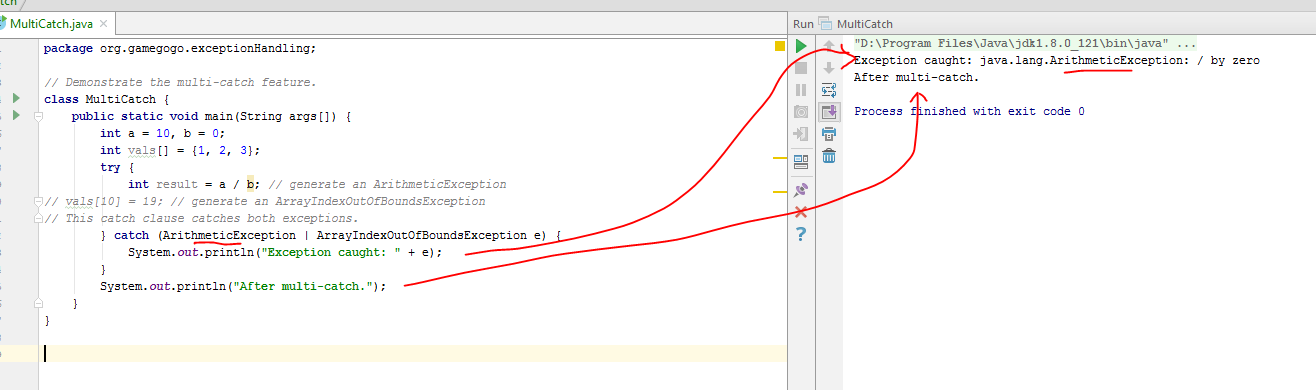 tch
MultiCatch.java ×
package org.gamegogo.exceptionHandling;
// Demonstrate the multi-catch feature.
class MultiCatch {
public static void main(String args[]) {
int a = 10, b = 0;
int vals[] = {1, 2, 3};
try {
int result = a / b; // generate an ArithmeticException
// vals[10] = 19; // generate an ArrayIndexOutOfBoundsException
// This catch clause catches both exceptions.
} catch (ArithmeticException | ArrayIndexOutOfBoundsException e) {
System.out.println("Exception caught: " + e);
}
System.out.println("After multi-catch.");
}
}
Run MultiCatch
"D:\Program Files\Java\jdk1.8.0_121\bin\java" ...
Exception caught: java.lang.ArithmeticException: / by zero
After multi-catch.
Process finished with exit code 0